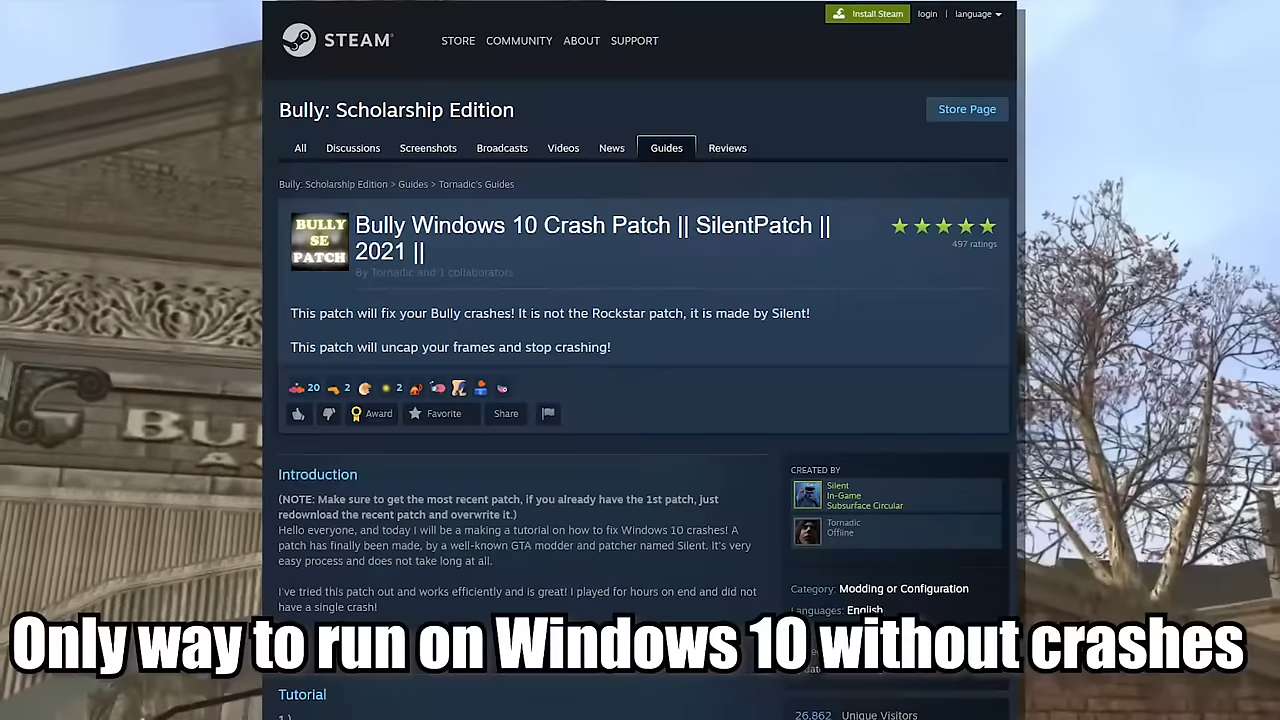 Install Steam
login | language
STEAM®
STORE COMMUNITY ABOUT SUPPORT
Bully: Scholarship Edition
Store Page
All Discussions Screenshots Broadcasts Videos News Guides Reviews
Bully: Scholarship Edition > Guides > Tornadic's Guides
BULLY
SE
PATCH
Bully Windows 10 Crash Patch || SilentPatch ||
2021 ||
By Tornadic and 1 collaborators
497 ratings
This patch will fix your Bully crashes! It is not the Rockstar patch, it is made by Silent!
This patch will uncap your frames and stop crashing!
20 2 2
Award Favorite Share
Introduction
(NOTE: Make sure to get the most recent patch, if you already have the 1st patch, just
redownload the recent patch and overwrite it.)
Hello everyone, and today I will be a making a tutorial on how to fix Windows 10 crashes! A
patch has finally been made, by a well-known GTA modder and patcher named Silent. It's very
easy process and does not take long at all.
I've tried this patch out and works efficiently and is great! I played for hours on end and did not
have a single crash!
CREATED BY
Silent
In-Game
Subsurface Circular
Tornadic
Offline
Category: Modding or Configuration
Languages: English
Only way to run on Windows 10 without crashes
Tutorial
1.)
26,862 Unique Visitors
Bu